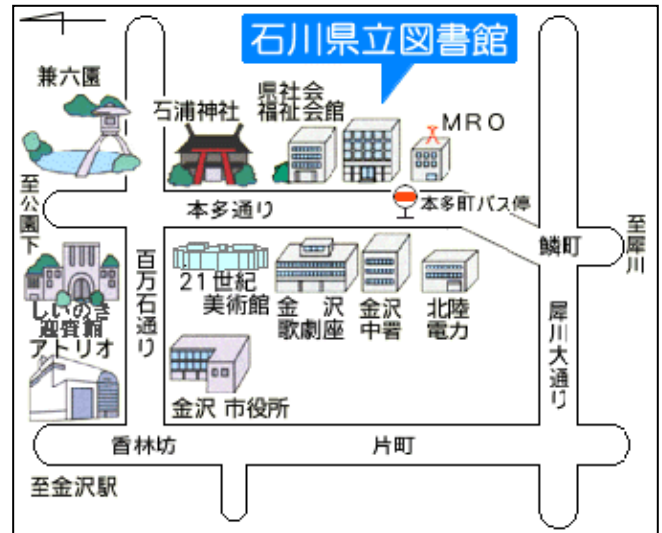 石川県立図書館
兼六園
石浦神社
県社会
福祉会館
MRO
至公園下
本多通り
本多町バス停
鱗町
至犀川
しいのき
迎賓館
アトリオ
百万石通り
21世紀
美術館
金沢
歌劇座
金沢
中署
北陸
電力
犀川大通り
金沢市役所
香林坊
片町
至金沢駅